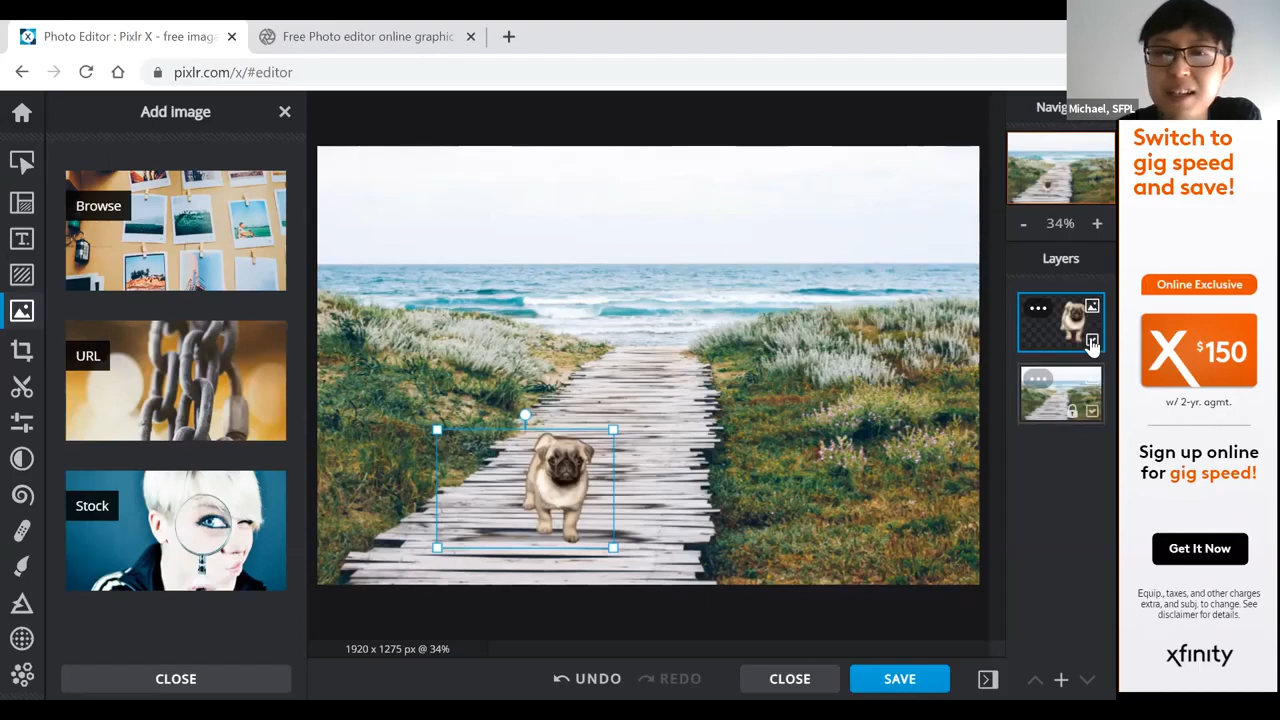 Photo Editor : Pixlr X - free image
Free Photo editor online graphic
pixlr.com/x/#editor
Michael, SFPL
Add image
Browse
URL
Stock
CLOSE
1920 x 1275 px @ 34%
UNDO
REDO
CLOSE
SAVE
Navig
34%
Layers
Switch to
gig speed
and save!
Online Exclusive
X $150
w/ 2-yr. agmt.
Sign up online
for gig speed!
Get It Now
Equip., taxes, and other charges
extra, and subj. to change. See
disclaimer for details.
xfinity